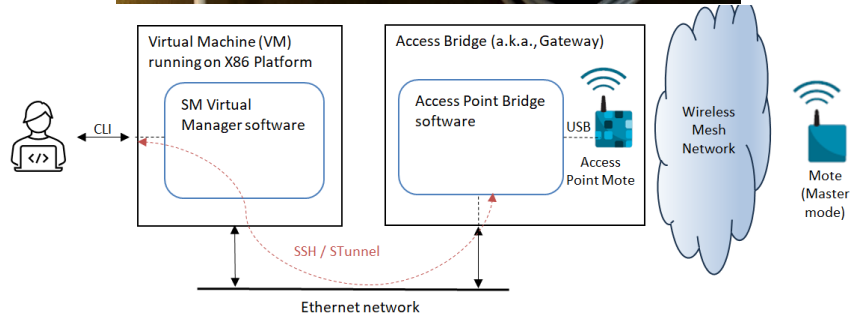 Virtual Machine (VM)
running on X86 Platform
SM Virtual
Manager software
CLI
</>
Access Bridge (a.k.a., Gateway)
Access Point Bridge
software
USB
Access
Point Mote
Wireless
Mesh
Network
Mote
(Master
mode)
SSH / STunnel
Ethernet network